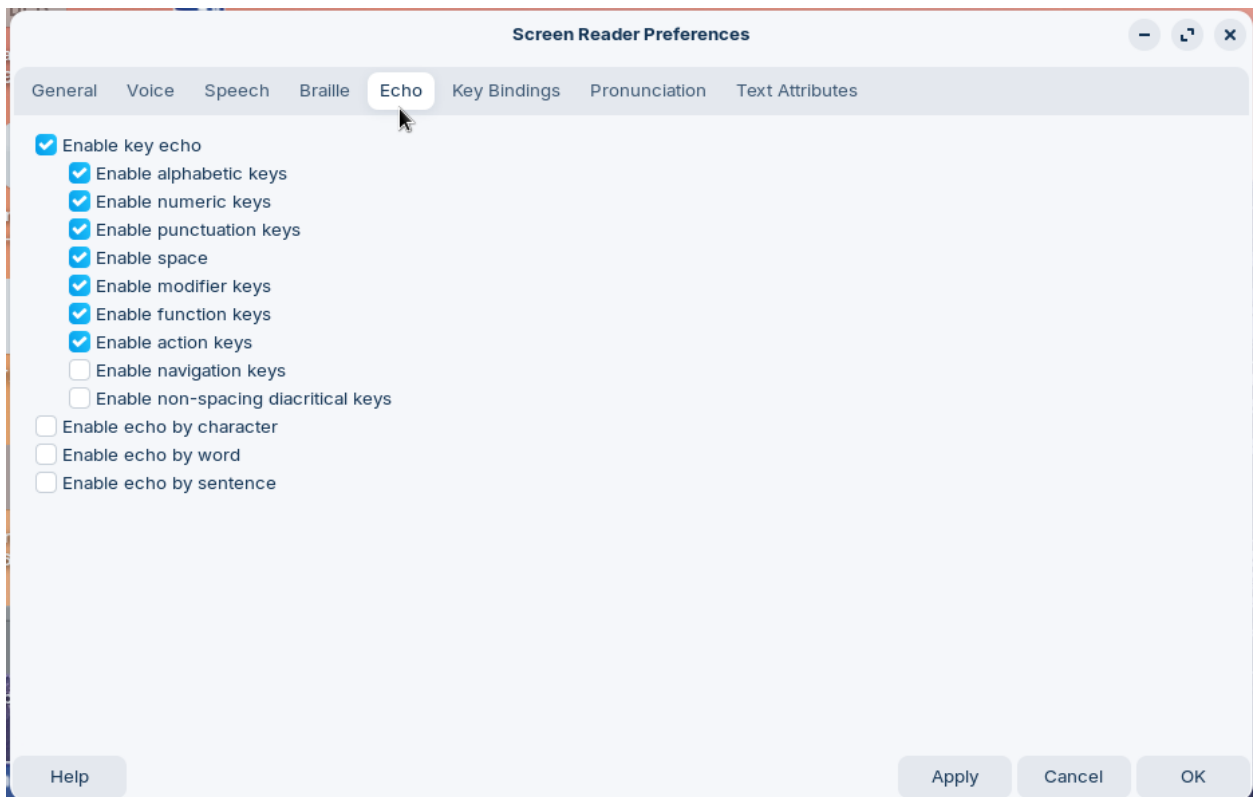 Screen Reader Preferences
General Voice Speech Braille Echo Key Bindings Pronunciation Text Attributes
Enable key echo
Enable alphabetic keys
Enable numeric keys
Enable punctuation keys
Enable space
Enable modifier keys
Enable function keys
Enable action keys
Enable navigation keys
Enable non-spacing diacritical keys
Enable echo by character
Enable echo by word
Enable echo by sentence
Help Apply Cancel OK